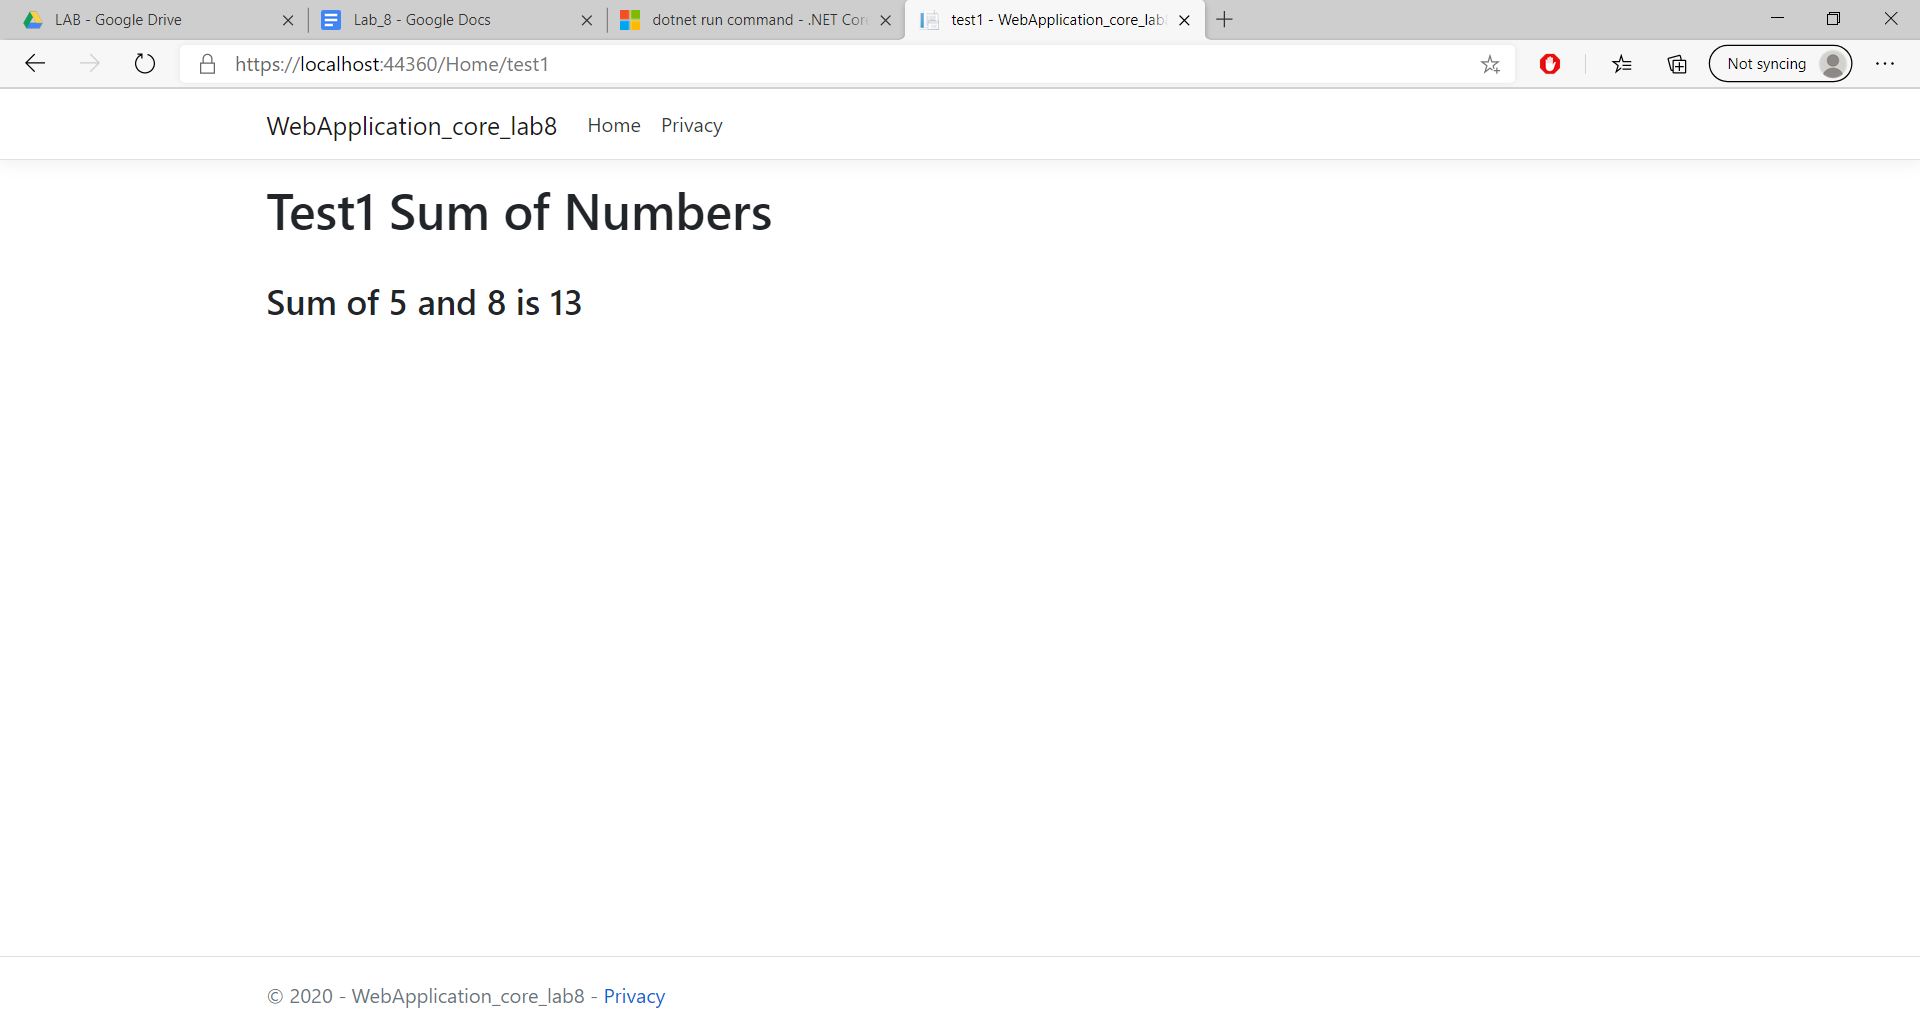 LAB - Google Drive
Lab_8 - Google Docs
dotnet run command - .NET Core
test1 - WebApplication_core_lab
https://localhost:44360/Home/test1
Not syncing
WebApplication_core_lab8 Home Privacy
Test1 Sum of Numbers
Sum of 5 and 8 is 13
© 2020 - WebApplication_core_lab8 - Privacy